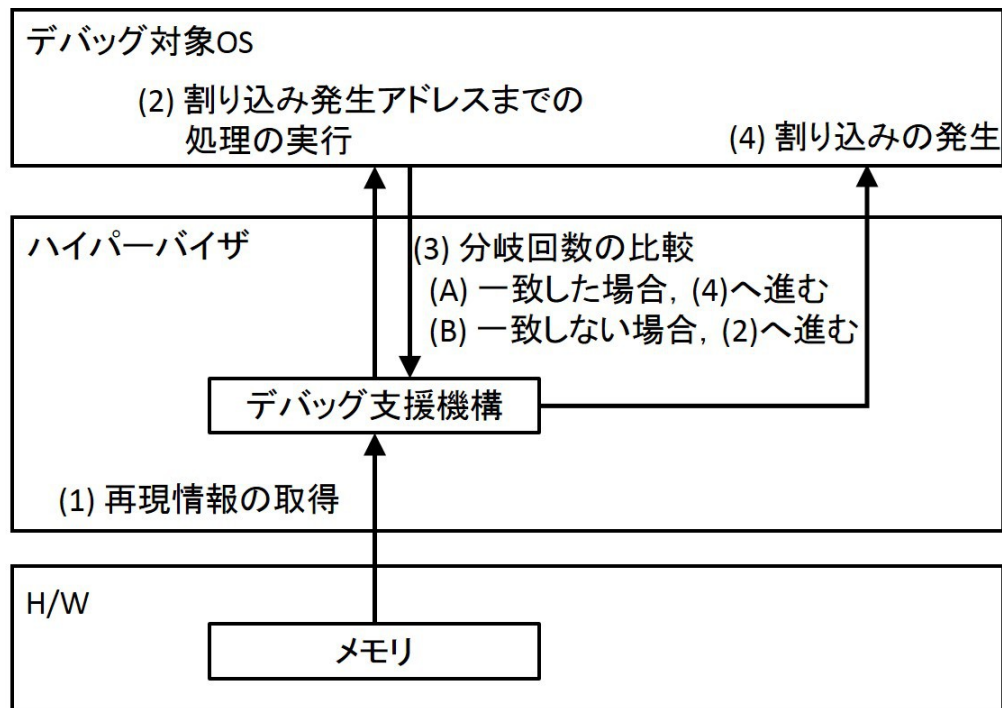 デバッグ対象OS
(2) 割り込み発生アドレスまでの
処理の実行
(4) 割り込みの発生
ハイパーバイザ
(3) 分岐回数の比較
(A) 一致した場合，(4)へ進む
(B) 一致しない場合，(2)へ進む
デバッグ支援機構
(1) 再現情報の取得
H/W
メモリ